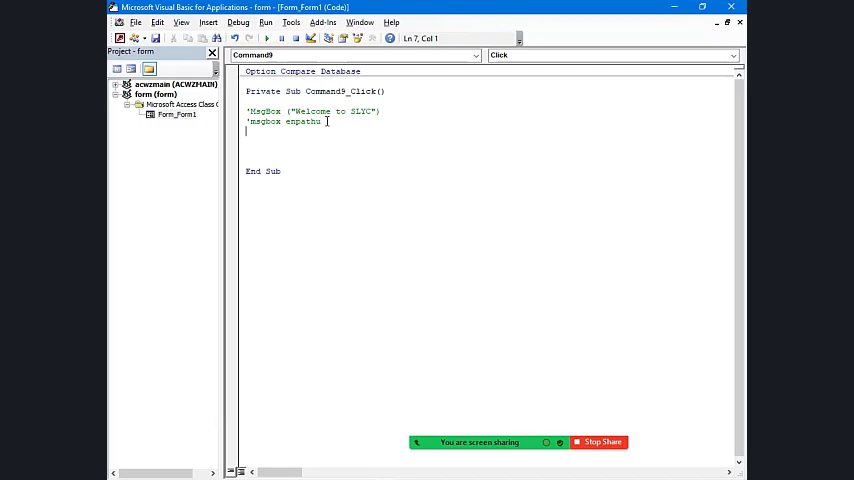 Microsoft Visual Basic for Applications - form - [Form_Form1 (Code)]
File Edit View Insert Debug Run Tools Add-Ins Window Help
Ln 7, Col 1
Project - form
Command9 Click
acwzmain (ACWZMAIN)
form (form)
Microsoft Access Class C
Form_Form1
Option Compare Database
Private Sub Command9_Click()
'MsgBox ("Welcome to SLYC")
'msgbox enpathu
End Sub
You are screen sharing Stop Share